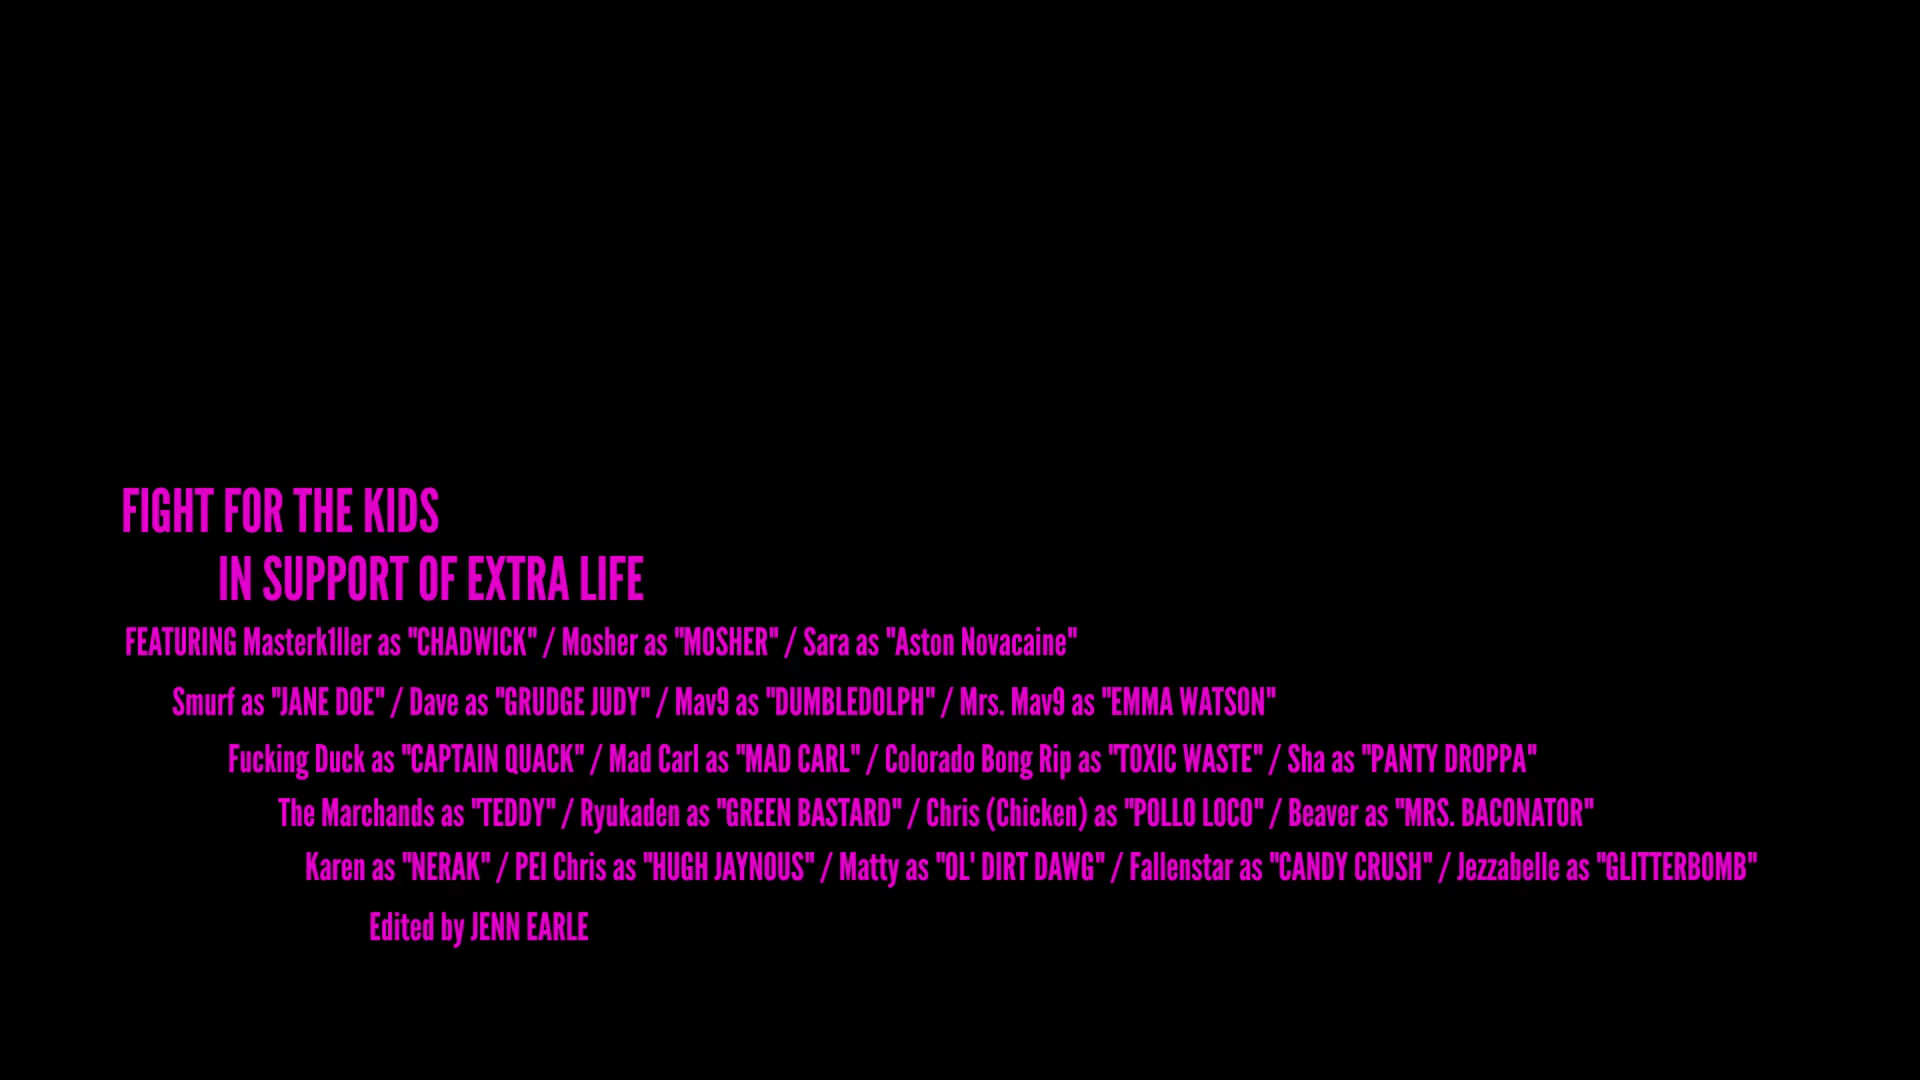 FIGHT FOR THE KIDS
IN SUPPORT OF EXTRA LIFE
FEATURING Masterk1ller as "CHADWICK" / Mosher as "MOSHER" / Sara as "Aston Novacaine"
Smurf as "JANE DOE" / Dave as "GRUDGE JUDY" / Mav9 as "DUMBLEDOLPH" / Mrs. Mav9 as "EMMA WATSON"
Fucking Duck as "CAPTAIN QUACK" / Mad Carl as "MAD CARL" / Colorado Bong Rip as "TOXIC WASTE" / Sha as "PANTY DROPPA"
The Marchands as "TEDDY" / Ryukaden as "GREEN BASTARD" / Chris (Chicken) as "POLLO LOCO" / Beaver as "MRS. BACONATOR"
Karen as "NERAK" / PEI Chris as "HUGH JAYNOUS" / Matty as "OL' DIRT DAWG" / Fallenstar as "CANDY CRUSH" / Jezzabelle as "GLITTERBOMB"
Edited by JENN EARLE